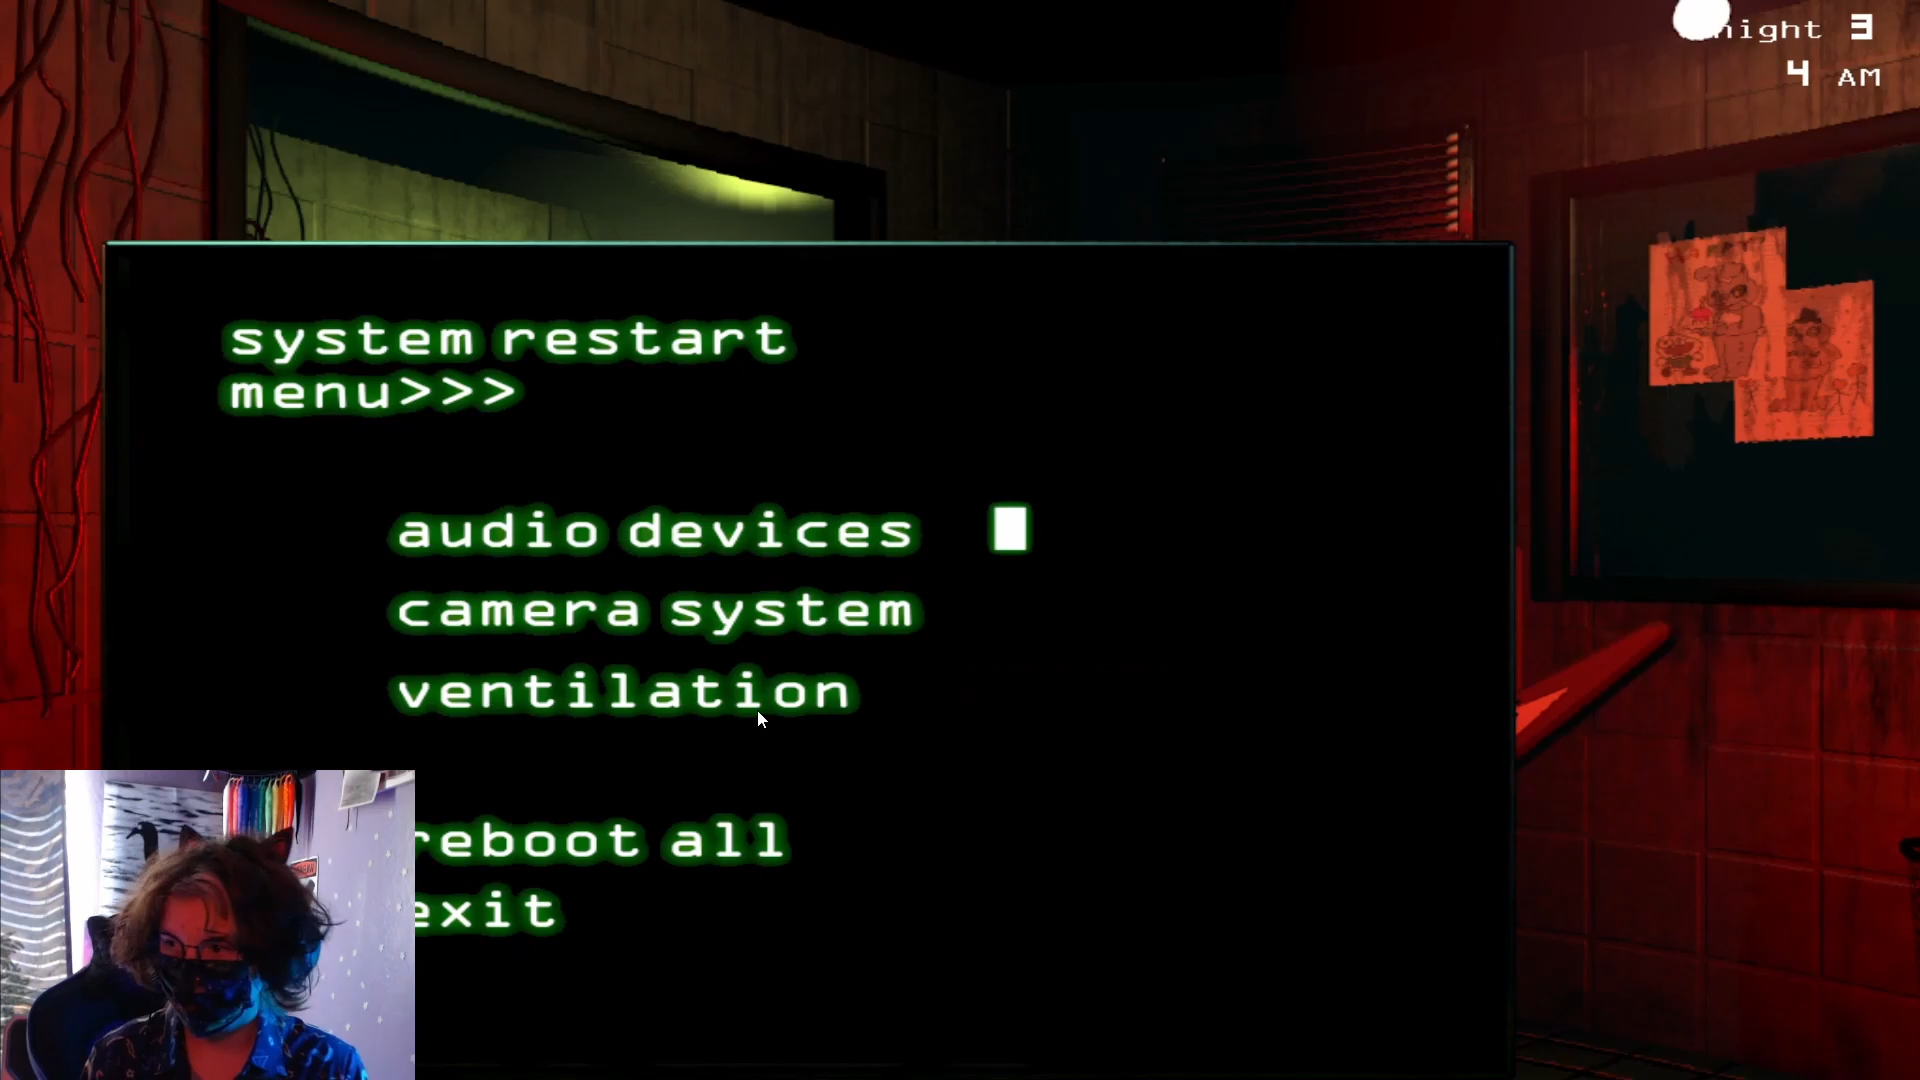 night 3
4 AM
system restart
menu>>>
audio devices
camera system
ventilation
reboot all
exit